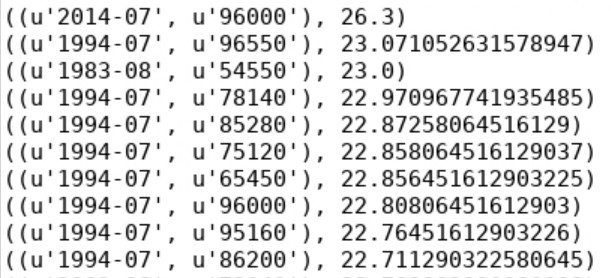 ((u'2014-07', u'96000'), 26.3)
((u'1994-07', u'96550'), 23.071052631578947)
((u'1983-08', u'54550'), 23.0)
((u'1994-07', u'78140'), 22.970967741935485)
((u'1994-07', u'85280'), 22.87258064516129)
((u'1994-07', u'75120'), 22.858064516129037)
((u'1994-07', u'65450'), 22.856451612903225)
((u'1994-07', u'96000'), 22.80806451612903)
((u'1994-07', u'95160'), 22.76451612903226)
((u'1994-07', u'86200'), 22.711290322580645)